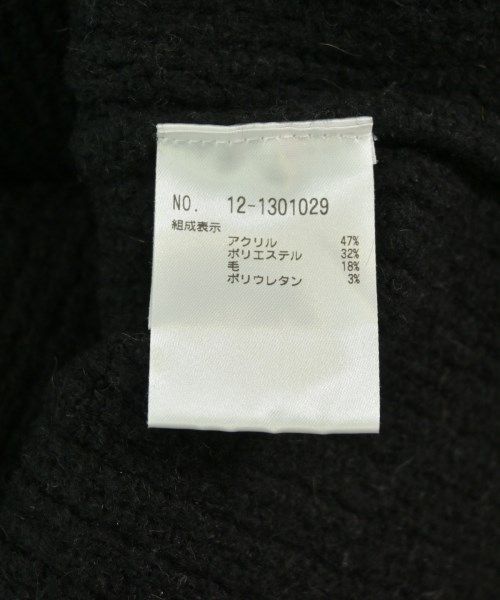 NO. 12-1301029
組成表示
アクリル 47%
ポリエステル 32%
毛 18%
ポリウレタン 3%